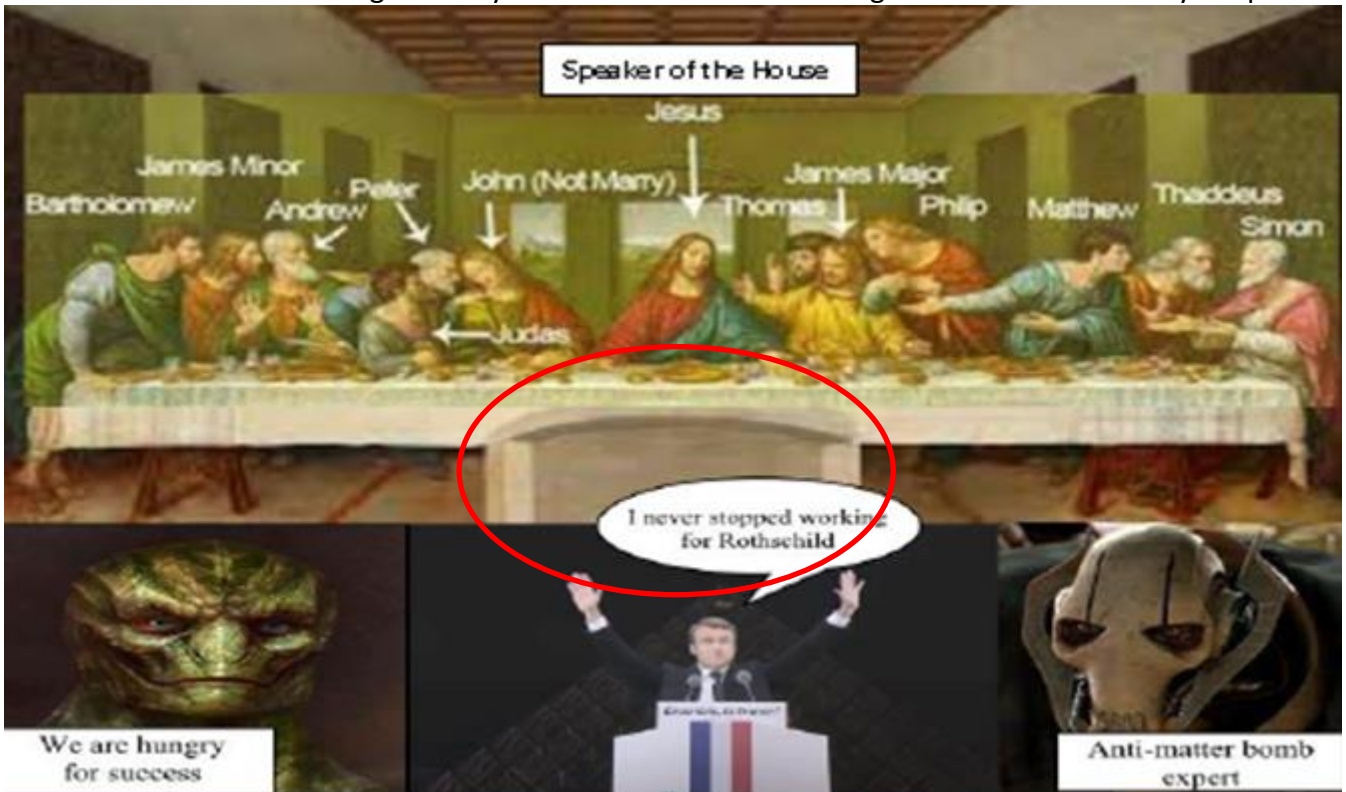 Speaker of the House
Jesus
James Minor
Peter
John (Not Marry)
James Major
Thaddeus
Bartholomew
Andrew
Thomas
Philip
Matthew
Simon
Judas
I never stopped working
for Rothschild
We are hungry
for success
Anti-matter bomb
expert